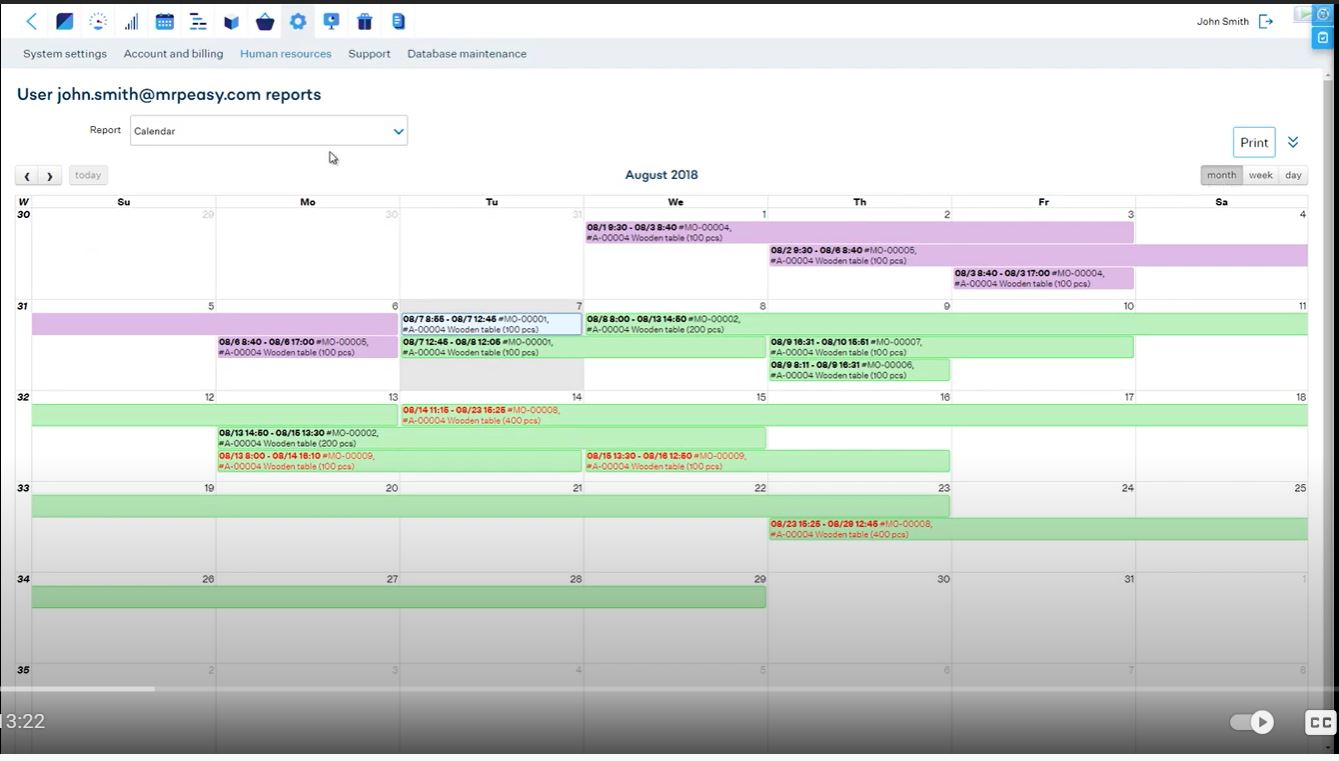 John Smith
System settings Account and billing Human resources Support Database maintenance
User john.smith@mrpeasy.com reports
Report Calendar
Print
today August 2018 month week day
W Su Mo Tu We Th Fr Sa
30 29 30 31 1 2 3 4
08/1 9:30 - 08/3 8:40 #MO-00004,
#A-00004 Wooden table (100 pcs)
08/2 9:30 - 08/6 8:40 #MO-00005,
#A-00004 Wooden table (100 pcs)
08/3 8:40 - 08/3 17:00 #MO-00004,
#A-00004 Wooden table (100 pcs)
31 5 6 7 8 9 10 11
08/7 8:55 - 08/7 12:45 #MO-00001,
#A-00004 Wooden table (100 pcs)
08/8 8:00 - 08/13 14:50 #MO-00002,
#A-00004 Wooden table (200 pcs)
08/6 8:40 - 08/6 17:00 #MO-00005,
#A-00004 Wooden table (100 pcs)
08/7 12:45 - 08/8 12:05 #MO-00001,
#A-00004 Wooden table (100 pcs)
08/9 16:31 - 08/10 15:51 #MO-00007,
#A-00004 Wooden table (100 pcs)
08/9 8:11 - 08/9 16:31 #MO-00006,
#A-00004 Wooden table (100 pcs)
32 12 13 14 15 16 17 18
08/14 11:15 - 08/23 15:25 #MO-00008,
#A-00004 Wooden table (400 pcs)
08/13 14:50 - 08/15 13:30 #MO-00002,
#A-00004 Wooden table (200 pcs)
08/13 8:00 - 08/14 16:10 #MO-00009,
#A-00004 Wooden table (100 pcs)
08/15 13:30 - 08/16 12:50 #MO-00009,
#A-00004 Wooden table (100 pcs)
33 19 20 21 22 23 24 25
08/23 15:25 - 08/29 12:45 #MO-00008,
#A-00004 Wooden table (400 pcs)
34 26 27 28 29 30 31 1
35 2 3 4 5 6 7 8
13:22
CC